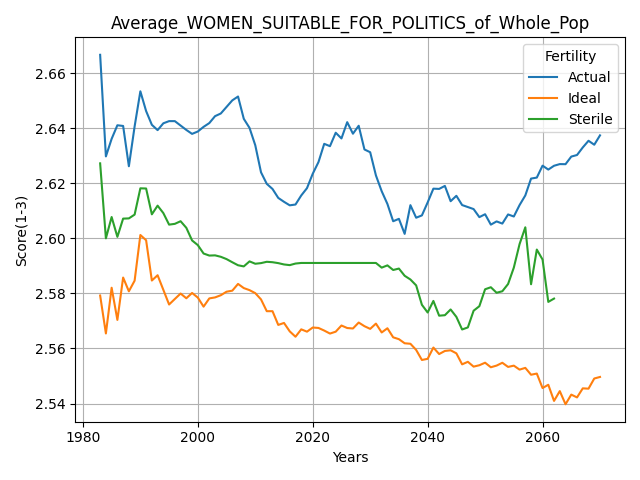 Average_WOMEN_SUITABLE_FOR_POLITICS_of_Whole_Pop
Fertility
Actual
Ideal
Sterile
Score(1-3)
2.66
2.64
2.62
2.60
2.58
2.56
2.54
1980
2000
2020
2040
2060
Years